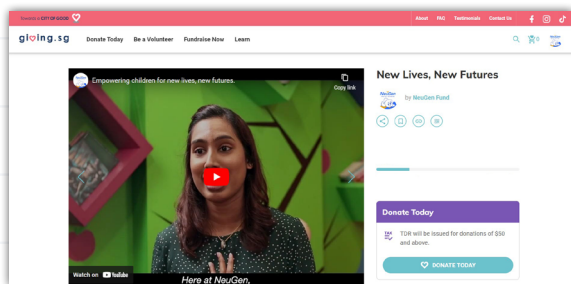 towards a CITY OF GOOD
About FAQ Testimonials Contact Us
giving.sg Donate Today Be a Volunteer Fundraise Now Learn
0
Empowering children for new lives, new futures.
Copy link
Here at NeuGen,
Watch on YouTube
New Lives, New Futures
NeuGen
by NeuGen Fund
Donate Today
TDR will be issued for donations of $50
and above.
DONATE TODAY